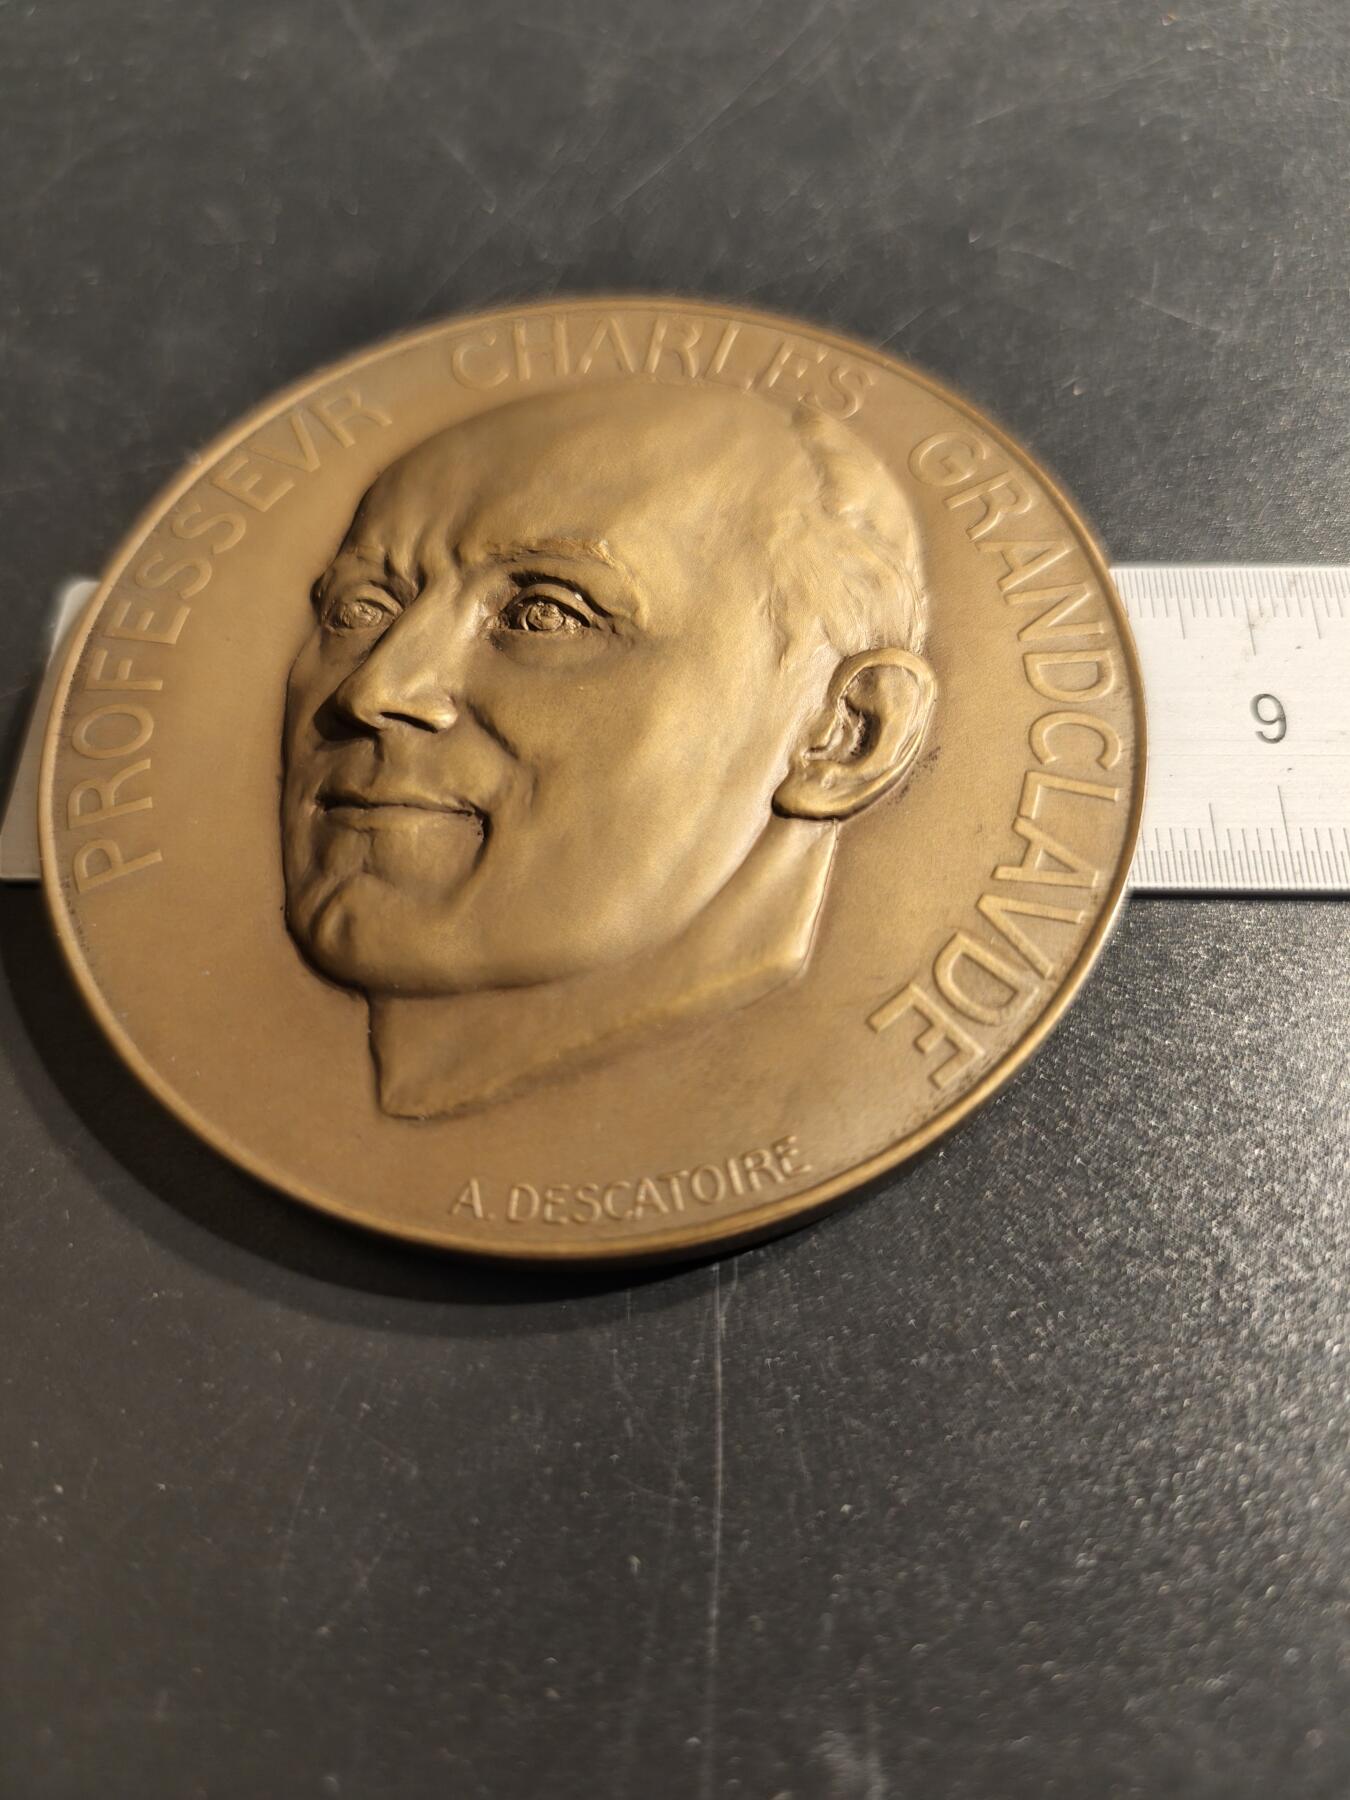 PROFESSEVR CHARLES GRANDCLAVDE
A. DESCATOIRE
9